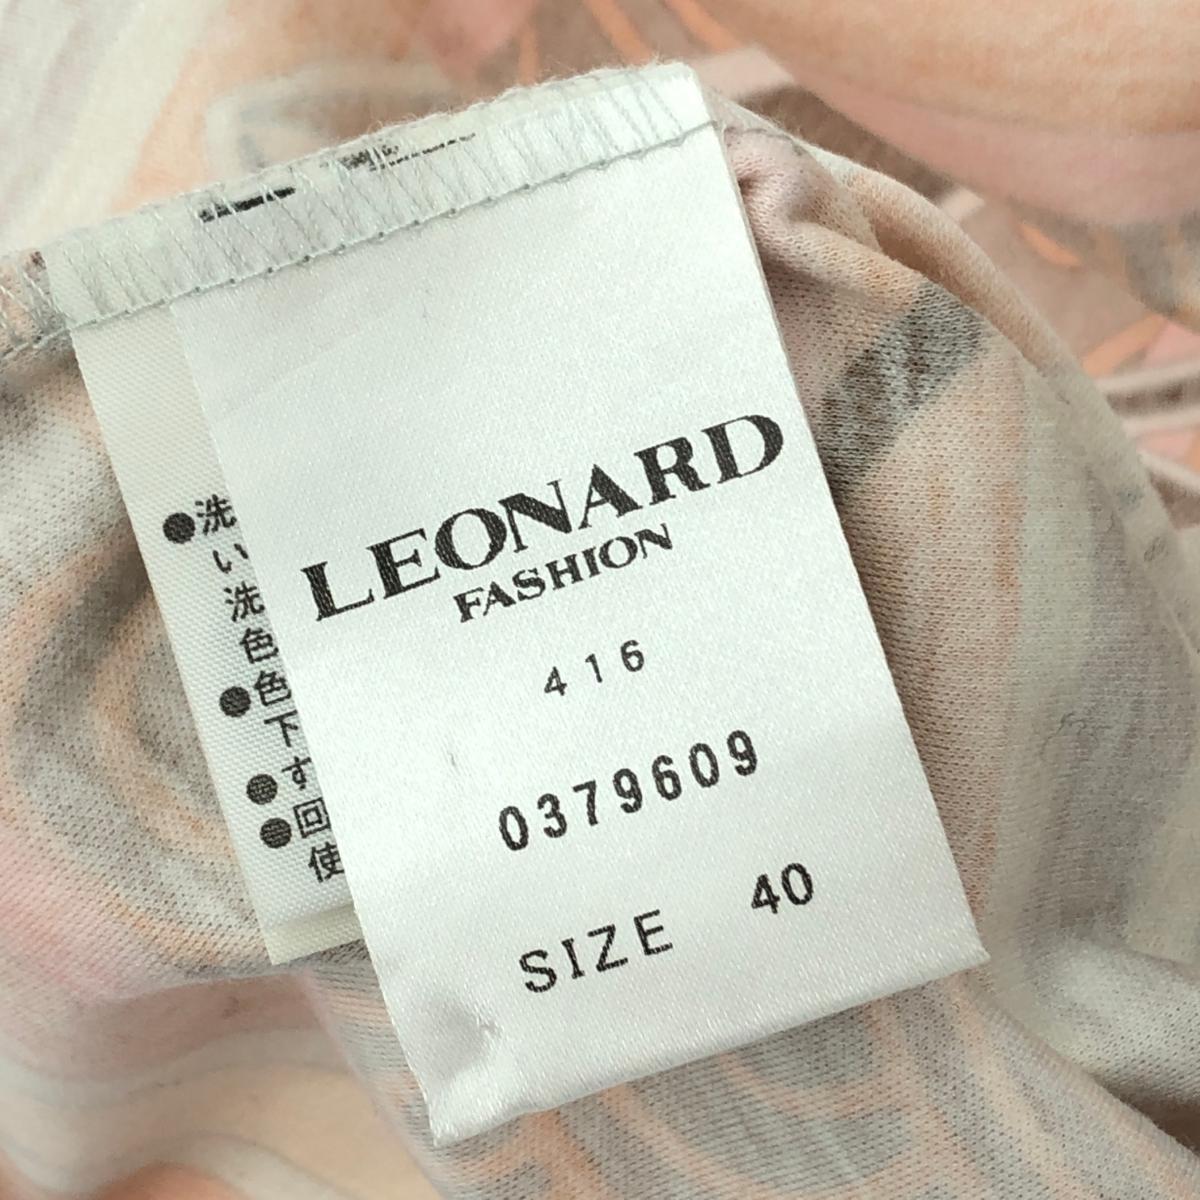 LEONARD
FASHION
416
0379609
SIZE 40
●洗
い
洗
色
●色
下
●す
●回
使